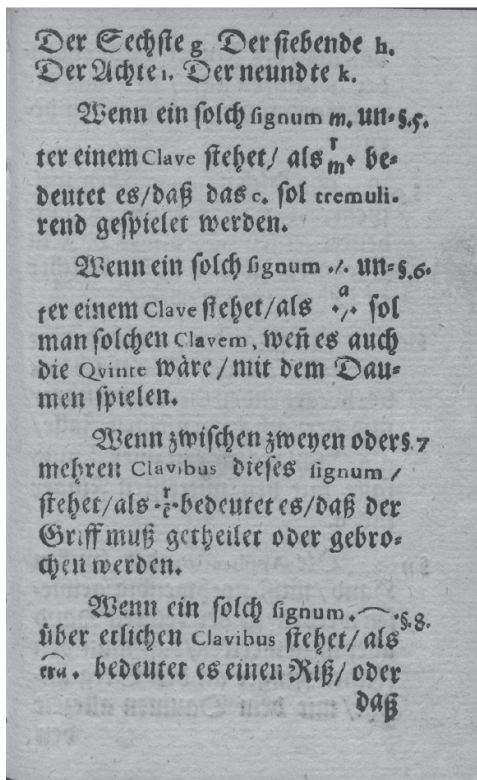 Der Sechste g Der siebende h.
Der Achte i. Der neundte k.
Wenn ein solch signum m. un= §.5.
ter einem Clave stehet/ als r/m. be=
deutet es/daß das c. sol tremuli.
rend gespielet werden.
Wenn ein solch signum ./. un= §.6.
ter einem Clave stehet/als a ./. sol
man solchen Clavem, weñ es auch
die Qvinte wäre/mit dem Dau=
men spielen.
Wenn zwischen zweyen oder §.7
mehren Clavibus dieses signum /
stehet/als bedeutet es/daß der
Griff muß getheilet oder gebro=
chen werden.
Wenn ein solch signum. ⁀. §.8.
über etlichen Clavibus stehet/als
bedeutet es einen Riß/ oder
daß